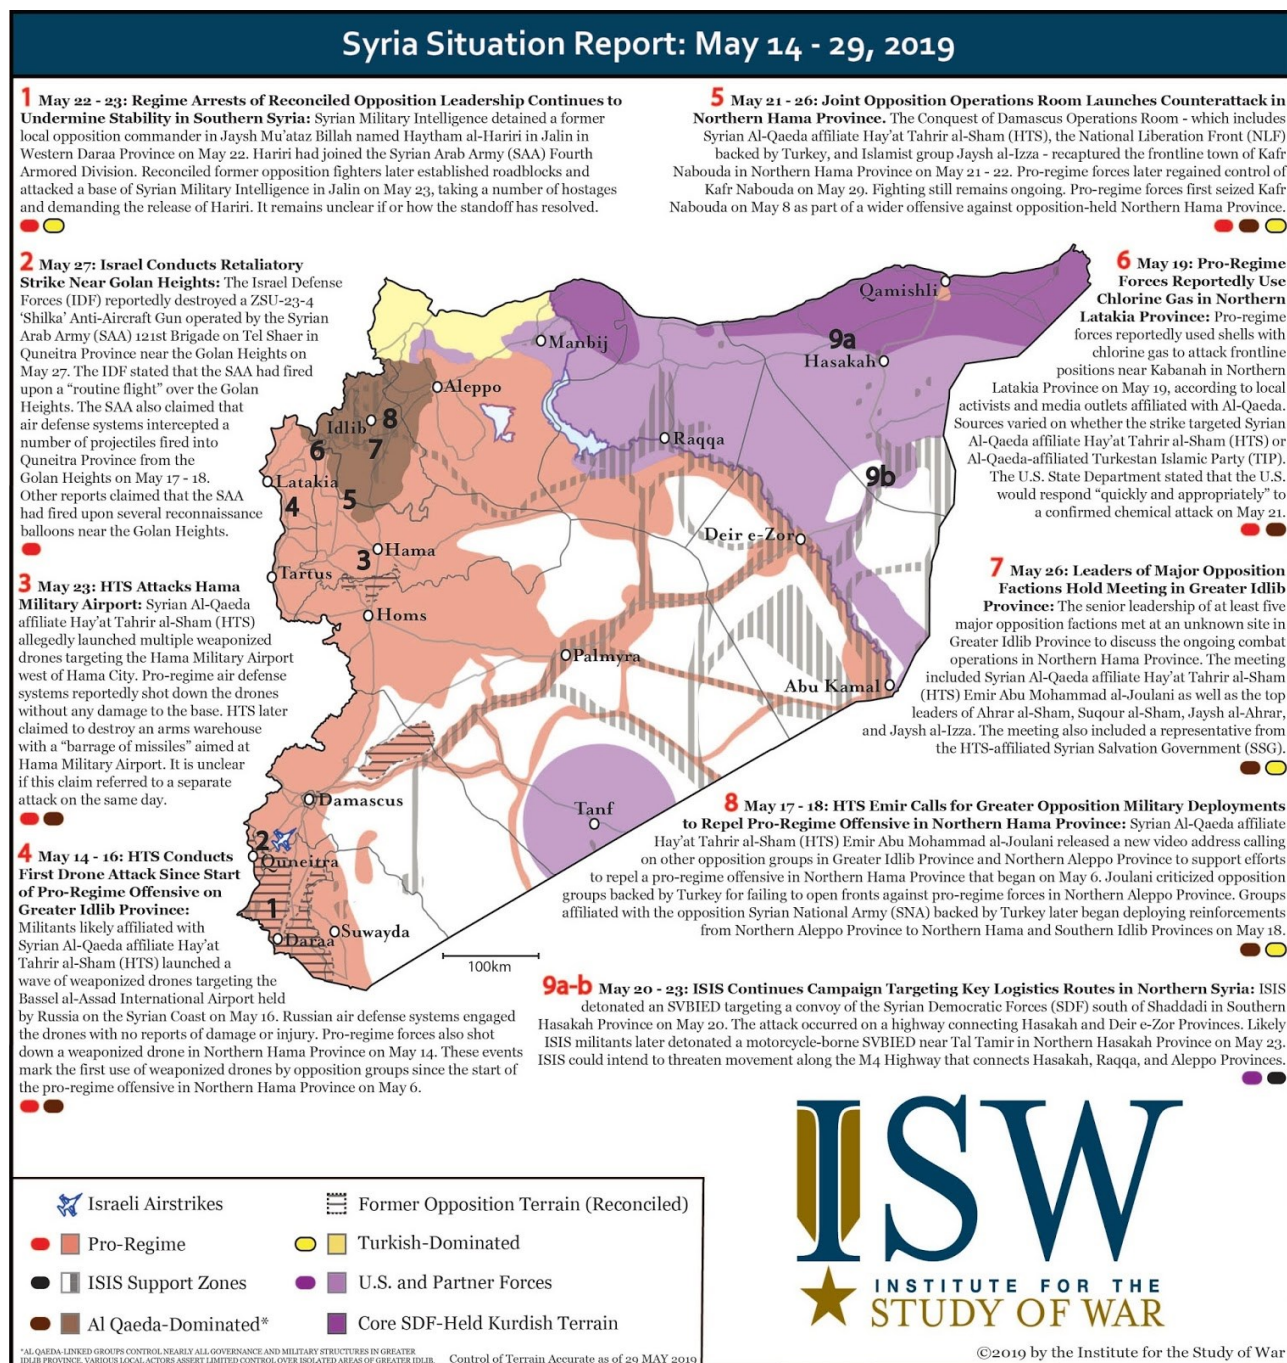 Syria Situation Report: May 14 - 29, 2019
1 May 22 - 23: Regime Arrests of Reconciled Opposition Leadership Continues to
Undermine Stability in Southern Syria: Syrian Military Intelligence detained a former
local opposition commander in Jaysh Mu'ataz Billah named Haytham al-Hariri in Jalin in
Western Daraa Province on May 22. Hariri had joined the Syrian Arab Army (SAA) Fourth
Armored Division. Reconciled former opposition fighters later established roadblocks and
attacked a base of Syrian Military Intelligence in Jalin on May 23, taking a number of hostages
and demanding the release of Hariri. It remains unclear if or how the standoff has resolved.
2 May 27: Israel Conducts Retaliatory
Strike Near Golan Heights: The Israel Defense
Forces (IDF) reportedly destroyed a ZSU-23-4
'Shilka' Anti-Aircraft Gun operated by the Syrian
Arab Army (SAA) 121st Brigade on Tel Shaer in
Quneitra Province near the Golan Heights on
May 27. The IDF stated that the SAA had fired
upon a "routine flight" over the Golan
Heights. The SAA also claimed that
air defense systems intercepted a
number of projectiles fired into
Quneitra Province from the
Golan Heights on May 17 - 18.
Other reports claimed that the SAA
had fired upon several reconnaissance
balloons near the Golan Heights.
3 May 23: HTS Attacks Hama
Military Airport: Syrian Al-Qaeda
affiliate Hay'at Tahrir al-Sham (HTS)
allegedly launched multiple weaponized
drones targeting the Hama Military Airport
west of Hama City. Pro-regime air defense
systems reportedly shot down the drones
without any damage to the base. HTS later
claimed to destroy an arms warehouse
with a "barrage of missiles" aimed at
Hama Military Airport. It is unclear
if this claim referred to a separate
attack on the same day.
4 May 14 - 16: HTS Conducts
First Drone Attack Since Start
of Pro-Regime Offensive on
Greater Idlib Province:
Militants likely affiliated with
Syrian Al-Qaeda affiliate Hay'at
Tahrir al-Sham (HTS) launched a
wave of weaponized drones targeting the
Bassel al-Assad International Airport held
by Russia on the Syrian Coast on May 16. Russian air defense systems engaged
the drones with no reports of damage or injury. Pro-regime forces also shot
down a weaponized drone in Northern Hama Province on May 14. These events
mark the first use of weaponized drones by opposition groups since the start of
the pro-regime offensive in Northern Hama Province on May 6.
5 May 21 - 26: Joint Opposition Operations Room Launches Counterattack in
Northern Hama Province. The Conquest of Damascus Operations Room - which includes
Syrian Al-Qaeda affiliate Hay'at Tahrir al-Sham (HTS), the National Liberation Front (NLF)
backed by Turkey, and Islamist group Jaysh al-Izza - recaptured the frontline town of Kafr
Nabouda in Northern Hama Province on May 21 - 22. Pro-regime forces later regained control of
Kafr Nabouda on May 29. Fighting still remains ongoing. Pro-regime forces first seized Kafr
Nabouda on May 8 as part of a wider offensive against opposition-held Northern Hama Province.
6 May 19: Pro-Regime
Forces Reportedly Use
Chlorine Gas in Northern
Latakia Province: Pro-regime
forces reportedly used shells with
chlorine gas to attack frontline
positions near Kabanah in Northern
Latakia Province on May 19, according to local
activists and media outlets affiliated with Al-Qaeda.
Sources varied on whether the strike targeted Syrian
Al-Qaeda affiliate Hay'at Tahrir al-Sham (HTS) or
Al-Qaeda-affiliated Turkestan Islamic Party (TIP).
The U.S. State Department stated that the U.S.
would respond "quickly and appropriately" to
a confirmed chemical attack on May 21.
7 May 26: Leaders of Major Opposition
Factions Hold Meeting in Greater Idlib
Province: The senior leadership of at least five
major opposition factions met at an unknown site in
Greater Idlib Province to discuss the ongoing combat
operations in Northern Hama Province. The meeting
included Syrian Al-Qaeda affiliate Hay'at Tahrir al-Sham
(HTS) Emir Abu Mohammad al-Joulani as well as the top
leaders of Ahrar al-Sham, Suqour al-Sham, Jaysh al-Ahrar,
and Jaysh al-Izza. The meeting also included a representative from
the HTS-affiliated Syrian Salvation Government (SSG).
8 May 17 - 18: HTS Emir Calls for Greater Opposition Military Deployments
to Repel Pro-Regime Offensive in Northern Hama Province: Syrian Al-Qaeda affiliate
Hay'at Tahrir al-Sham (HTS) Emir Abu Mohammad al-Joulani released a new video address calling
on other opposition groups in Greater Idlib Province and Northern Aleppo Province to support efforts
to repel a pro-regime offensive in Northern Hama Province that began on May 6. Joulani criticized opposition
groups backed by Turkey for failing to open fronts against pro-regime forces in Northern Aleppo Province. Groups
affiliated with the opposition Syrian National Army (SNA) backed by Turkey later began deploying reinforcements
from Northern Aleppo Province to Northern Hama and Southern Idlib Provinces on May 18.
9a-b May 20 - 23: ISIS Continues Campaign Targeting Key Logistics Routes in Northern Syria: ISIS
detonated an SVBIED targeting a convoy of the Syrian Democratic Forces (SDF) south of Shaddadi in Southern
Hasakah Province on May 20. The attack occurred on a highway connecting Hasakah and Deir e-Zor Provinces. Likely
ISIS militants later detonated a motorcycle-borne SVBIED near Tal Tamir in Northern Hasakah Province on May 23.
ISIS could intend to threaten movement along the M4 Highway that connects Hasakah, Raqqa, and Aleppo Provinces.
Qamishli
9a
Manbij
Hasakah
Aleppo
Idlib
8
6
7
Raqqa
9b
Latakia
4
5
Deir e-Zor
3
Hama
Tartus
Homs
Palmyra
Abu Kamal
Damascus
Tanf
2
Quneitra
1
Daraa
Suwayda
100km
Israeli Airstrikes
Former Opposition Terrain (Reconciled)
Pro-Regime
Turkish-Dominated
ISIS Support Zones
U.S. and Partner Forces
Al Qaeda-Dominated*
Core SDF-Held Kurdish Terrain
*AL QAEDA-LINKED GROUPS CONTROL NEARLY ALL GOVERNANCE AND MILITARY STRUCTURES IN GREATER
IDLIB PROVINCE. VARIOUS LOCAL ACTORS ASSERT LIMITED CONTROL OVER ISOLATED AREAS OF GREATER IDLIB.
Control of Terrain Accurate as of 29 MAY 2019
ISW
INSTITUTE FOR THE
STUDY OF WAR
©2019 by the Institute for the Study of War